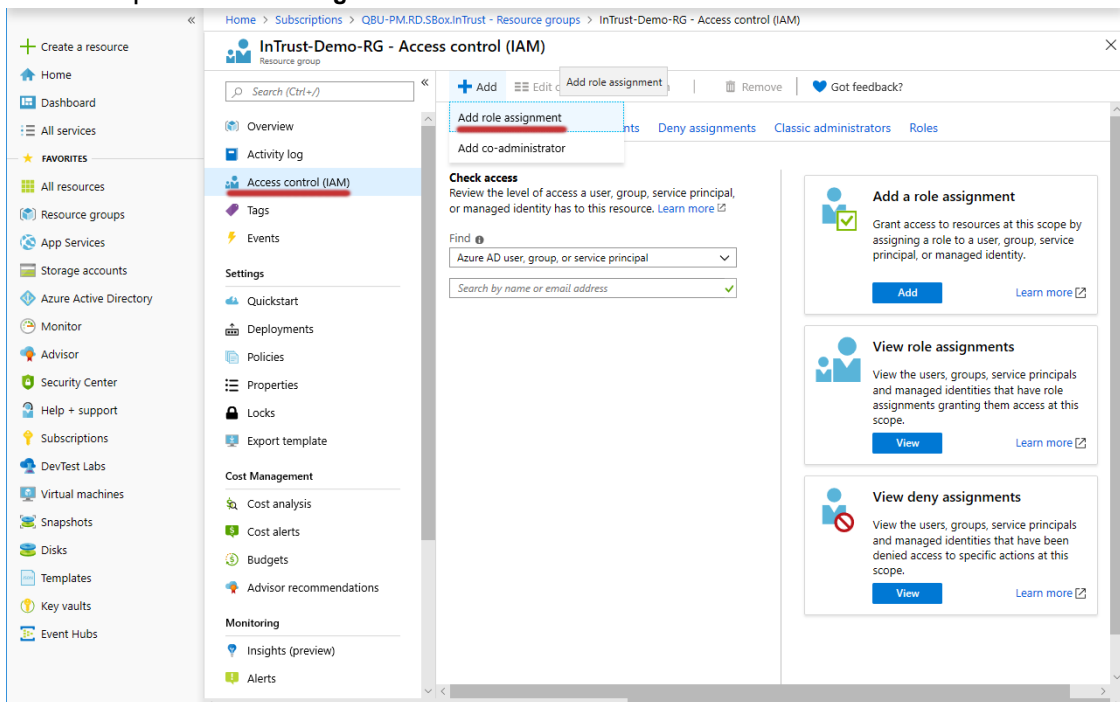 «
Home > Subscriptions > QBU-PM.RD.SBox.InTrust - Resource groups > InTrust-Demo-RG - Access control (IAM)
Create a resource
Home
Dashboard
All services
FAVORITES
All resources
Resource groups
App Services
Storage accounts
Azure Active Directory
Monitor
Advisor
Security Center
Help + support
Subscriptions
DevTest Labs
Virtual machines
Snapshots
Disks
Templates
Key vaults
Event Hubs
InTrust-Demo-RG - Access control (IAM)
Resource group
Search (Ctrl+/)
«
Overview
Activity log
Access control (IAM)
Tags
Events
Settings
Quickstart
Deployments
Policies
Properties
Locks
Export template
Cost Management
Cost analysis
Cost alerts
Budgets
Advisor recommendations
Monitoring
Insights (preview)
Alerts
Add
Edit
Add role assignment
Remove
Got feedback?
Add role assignment
Add co-administrator
nts
Deny assignments
Classic administrators
Roles
Check access
Review the level of access a user, group, service principal,
or managed identity has to this resource. Learn more
Find
Azure AD user, group, or service principal
Search by name or email address
Add a role assignment
Grant access to resources at this scope by
assigning a role to a user, group, service
principal, or managed identity.
Add
Learn more
View role assignments
View the users, groups, service principals
and managed identities that have role
assignments granting them access at this
scope.
View
Learn more
View deny assignments
View the users, groups, service principals
and managed identities that have been
denied access to specific actions at this
scope.
View
Learn more